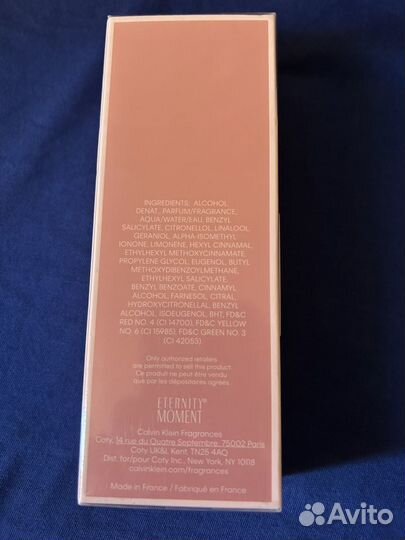 INGREDIENTS: ALCOHOL
DENAT., PARFUM/FRAGRANCE,
AQUA/WATER/EAU, BENZYL
SALICYLATE, CITRONELLOL, LINALOOL,
GERANIOL, ALPHA-ISOMETHYL
IONONE, LIMONENE, HEXYL CINNAMAL,
ETHYLHEXYL METHOXYCINNAMATE,
PROPYLENE GLYCOL, EUGENOL, BUTYL
METHOXYDIBENZOYLMETHANE,
ETHYLHEXYL SALICYLATE,
BENZYL BENZOATE, CINNAMYL
ALCOHOL, FARNESOL, CITRAL,
HYDROXYCITRONELLAL, BENZYL
ALCOHOL, ISOEUGENOL, BHT, FD&C
RED NO. 4 (CI 14700), FD&C YELLOW
NO. 6 (CI 15985), FD&C GREEN NO. 3
(CI 42053)
Only authorized retailers
are permitted to sell this product.
Ce produit ne peut être vendu
que par les dépositaires agréés.
ETERNITY®
MOMENT
Calvin Klein Fragrances
Coty, 14 rue du Quatre Septembre, 75002 Paris
Coty UK&I, Kent, TN25 4AQ
Dist. for/pour Coty Inc., New York, NY 10118
calvinklein.com/fragrances
Made in France / Fabriqué en France
Avito